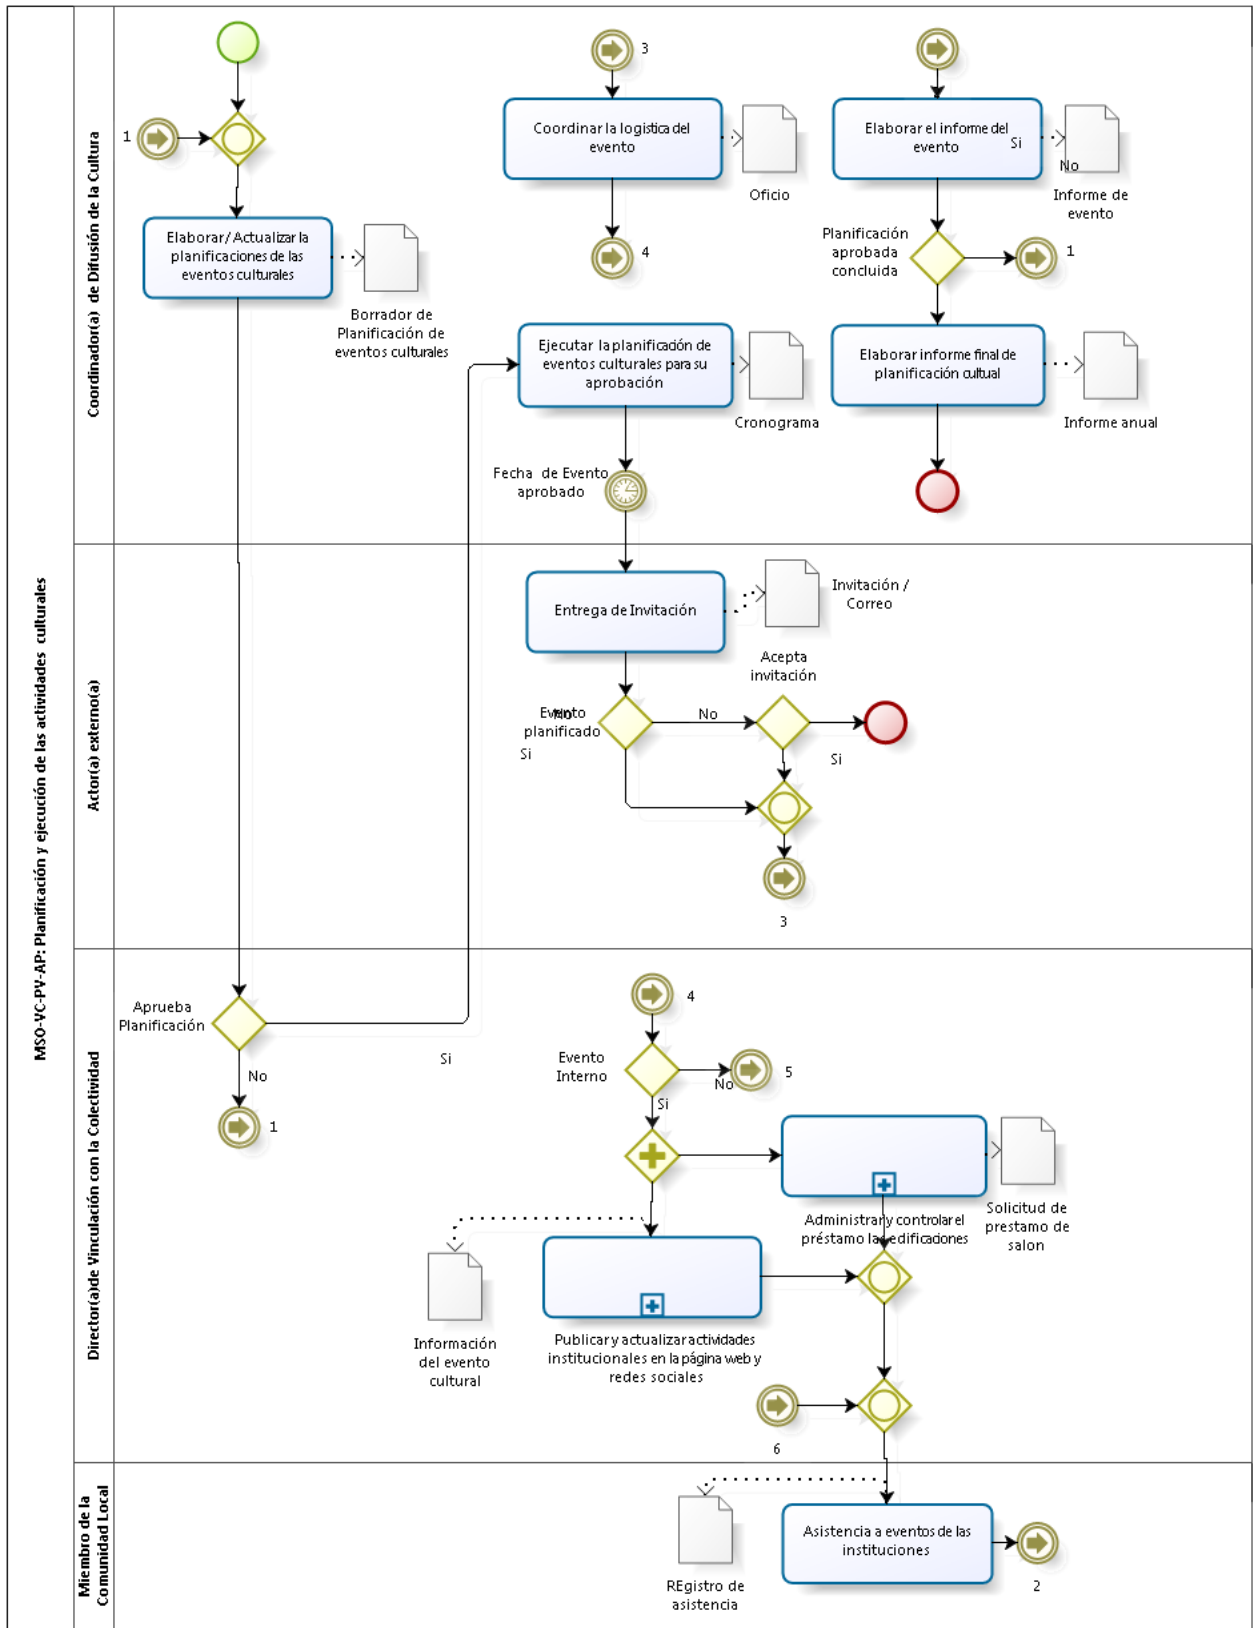 MSO-VC-PV-AP: Planificación y ejecución de las actividades culturales
Coordinador(a) de Difusión de la Cultura
1
Elaborar/ Actualizar la
planificaciones de las
eventos culturales
Borrador de
Planificación de
eventos culturales
3
Coordinar la logistica del
evento
Oficio
4
Ejecutar la planificación de
eventos culturales para su
aprobación
Cronograma
Fecha de Evento
aprobado
Elaborar el informe del
evento
Si
No
Informe de
evento
Planificación
aprobada
concluida
1
Elaborar informe final de
planificación cultual
Informe anual
Actor(a) externo(a)
Entrega de Invitación
Invitación /
Correo
Acepta
invitación
Evento
planificado
No
No
Si
Si
3
Director(a)de Vinculación con la Colectividad
Aprueba
Planificación
Si
No
1
4
Evento
Interno
No
5
Si
Administrar y controlar el
préstamo las edificaciones
Solicitud de
prestamo de
salon
Información
del evento
cultural
Publicar y actualizar actividades
institucionales en la página web y
redes sociales
6
Miembro de la
Comunidad Local
REgistro de
asistencia
Asistencia a eventos de las
instituciones
2